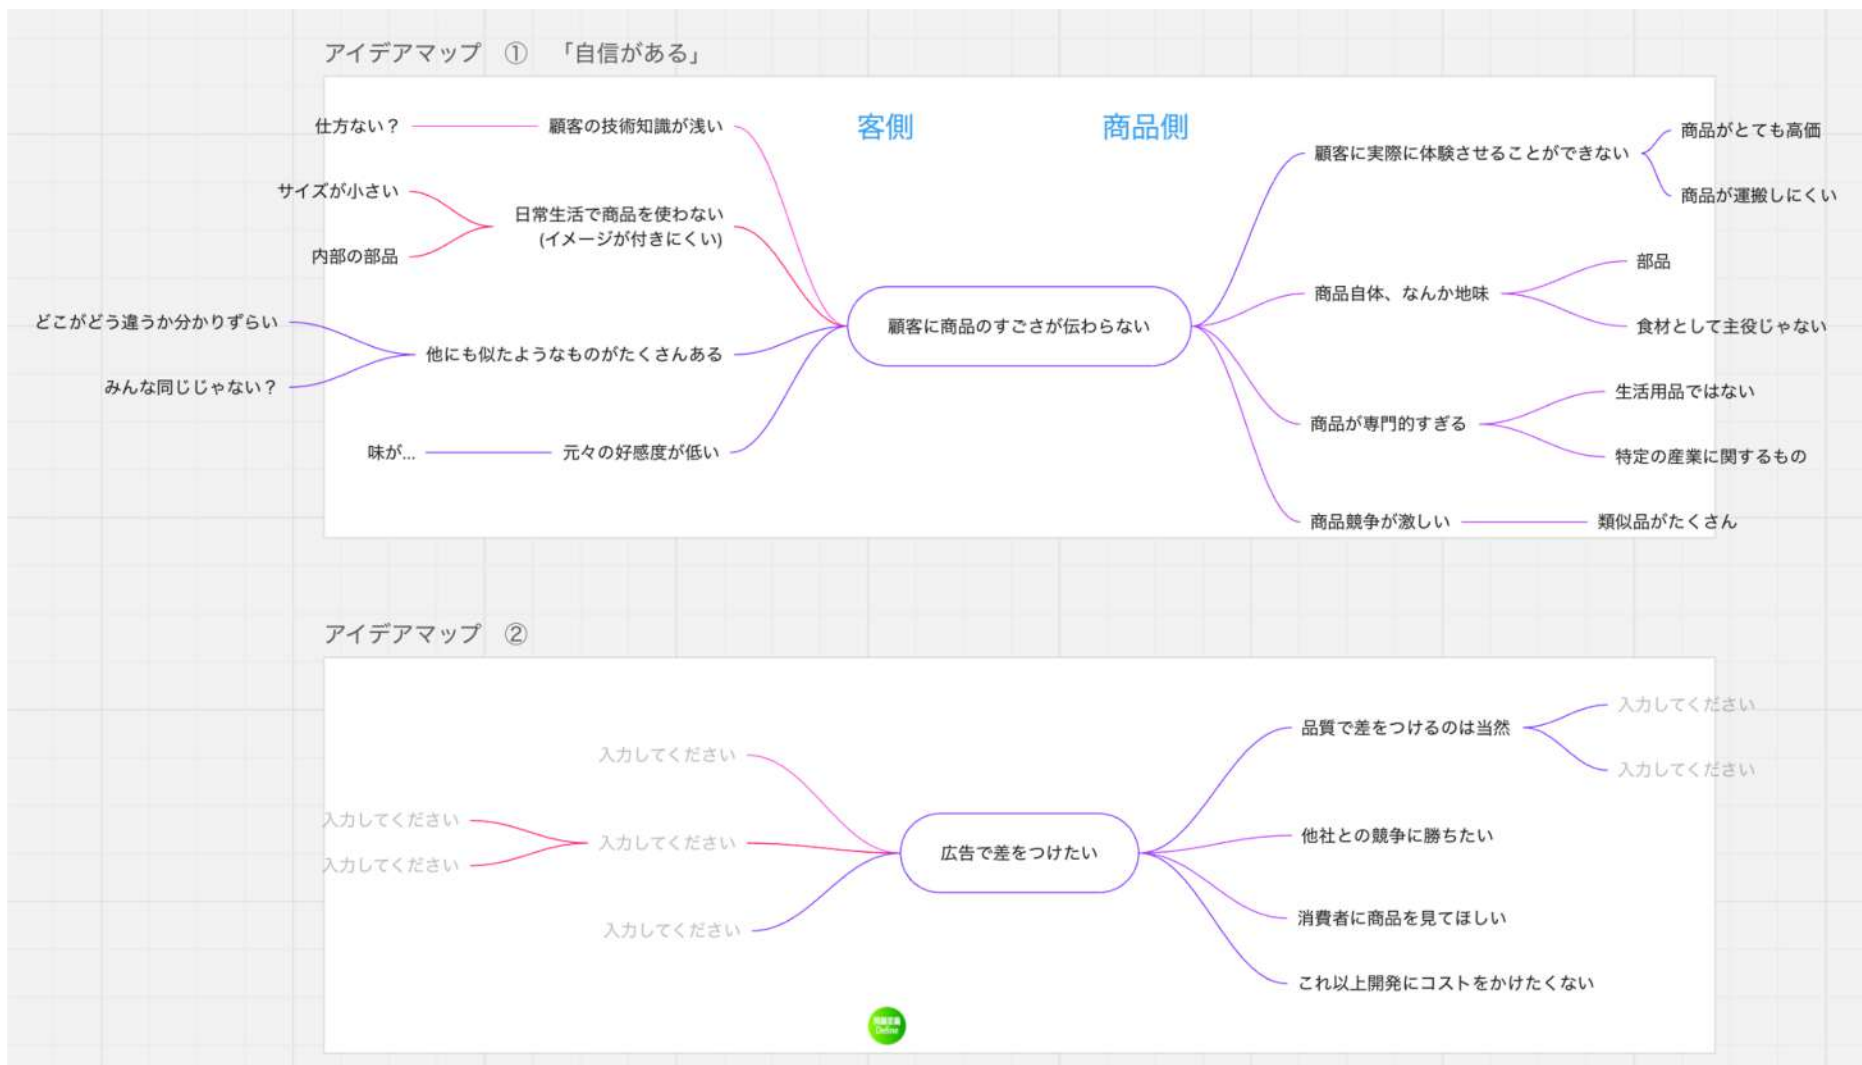 アイデアマップ ① 「自信がある」
客側
商品側
仕方ない？
顧客の技術知識が浅い
サイズが小さい
内部の部品
日常生活で商品を使わない
(イメージが付きにくい)
どこがどう違うか分かりずらい
みんな同じじゃない？
他にも似たようなものがたくさんある
味が...
元々の好感度が低い
顧客に商品のすごさが伝わらない
顧客に実際に体験させることができない
商品がとても高価
商品が運搬しにくい
商品自体、なんか地味
部品
食材として主役じゃない
商品が専門的すぎる
生活用品ではない
特定の産業に関するもの
商品競争が激しい
類似品がたくさん
アイデアマップ ②
入力してください
入力してください
入力してください
入力してください
入力してください
広告で差をつけたい
品質で差をつけるのは当然
入力してください
入力してください
他社との競争に勝ちたい
消費者に商品を見てほしい
これ以上開発にコストをかけたくない
Define